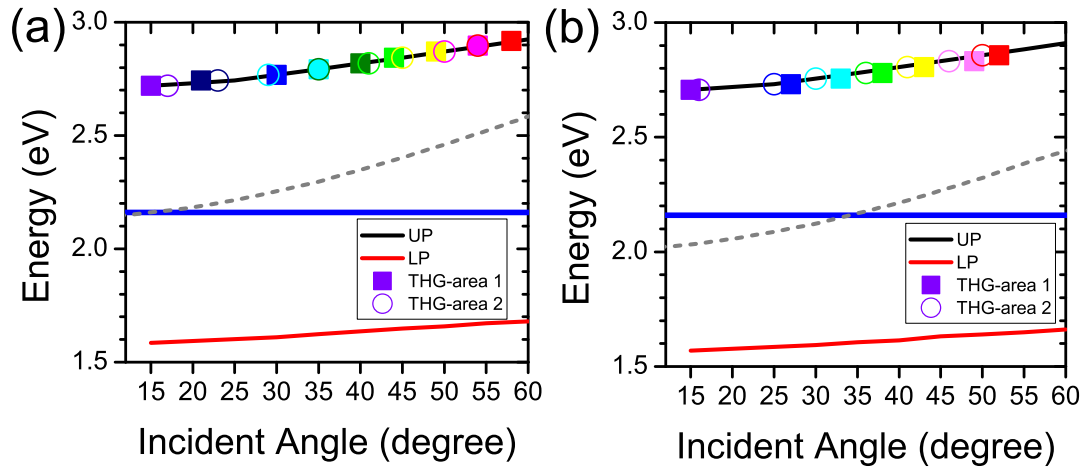 (a)
3.0
2.5
2.0
1.5
Energy (eV)
UP
LP
THG-area 1
THG-area 2
15 20 25 30 35 40 45 50 55 60
Incident Angle (degree)
(b)
3.0
2.5
2.0
1.5
Energy (eV)
UP
LP
THG-area 1
THG-area 2
15 20 25 30 35 40 45 50 55 60
Incident Angle (degree)